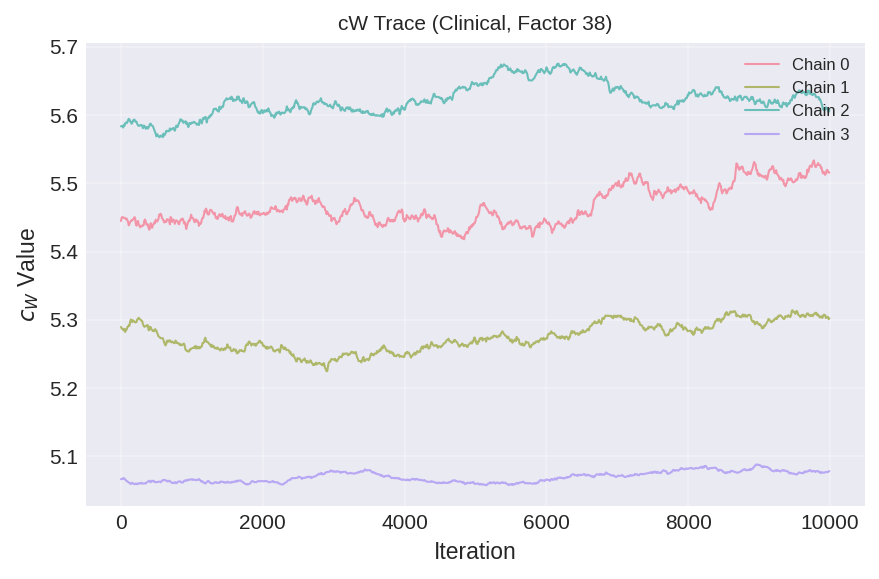 cW Trace (Clinical, Factor 38)
5.7
5.6
5.5
5.4
5.3
5.2
5.1
c_W Value
Chain 0
Chain 1
Chain 2
Chain 3
0
2000
4000
6000
8000
10000
Iteration